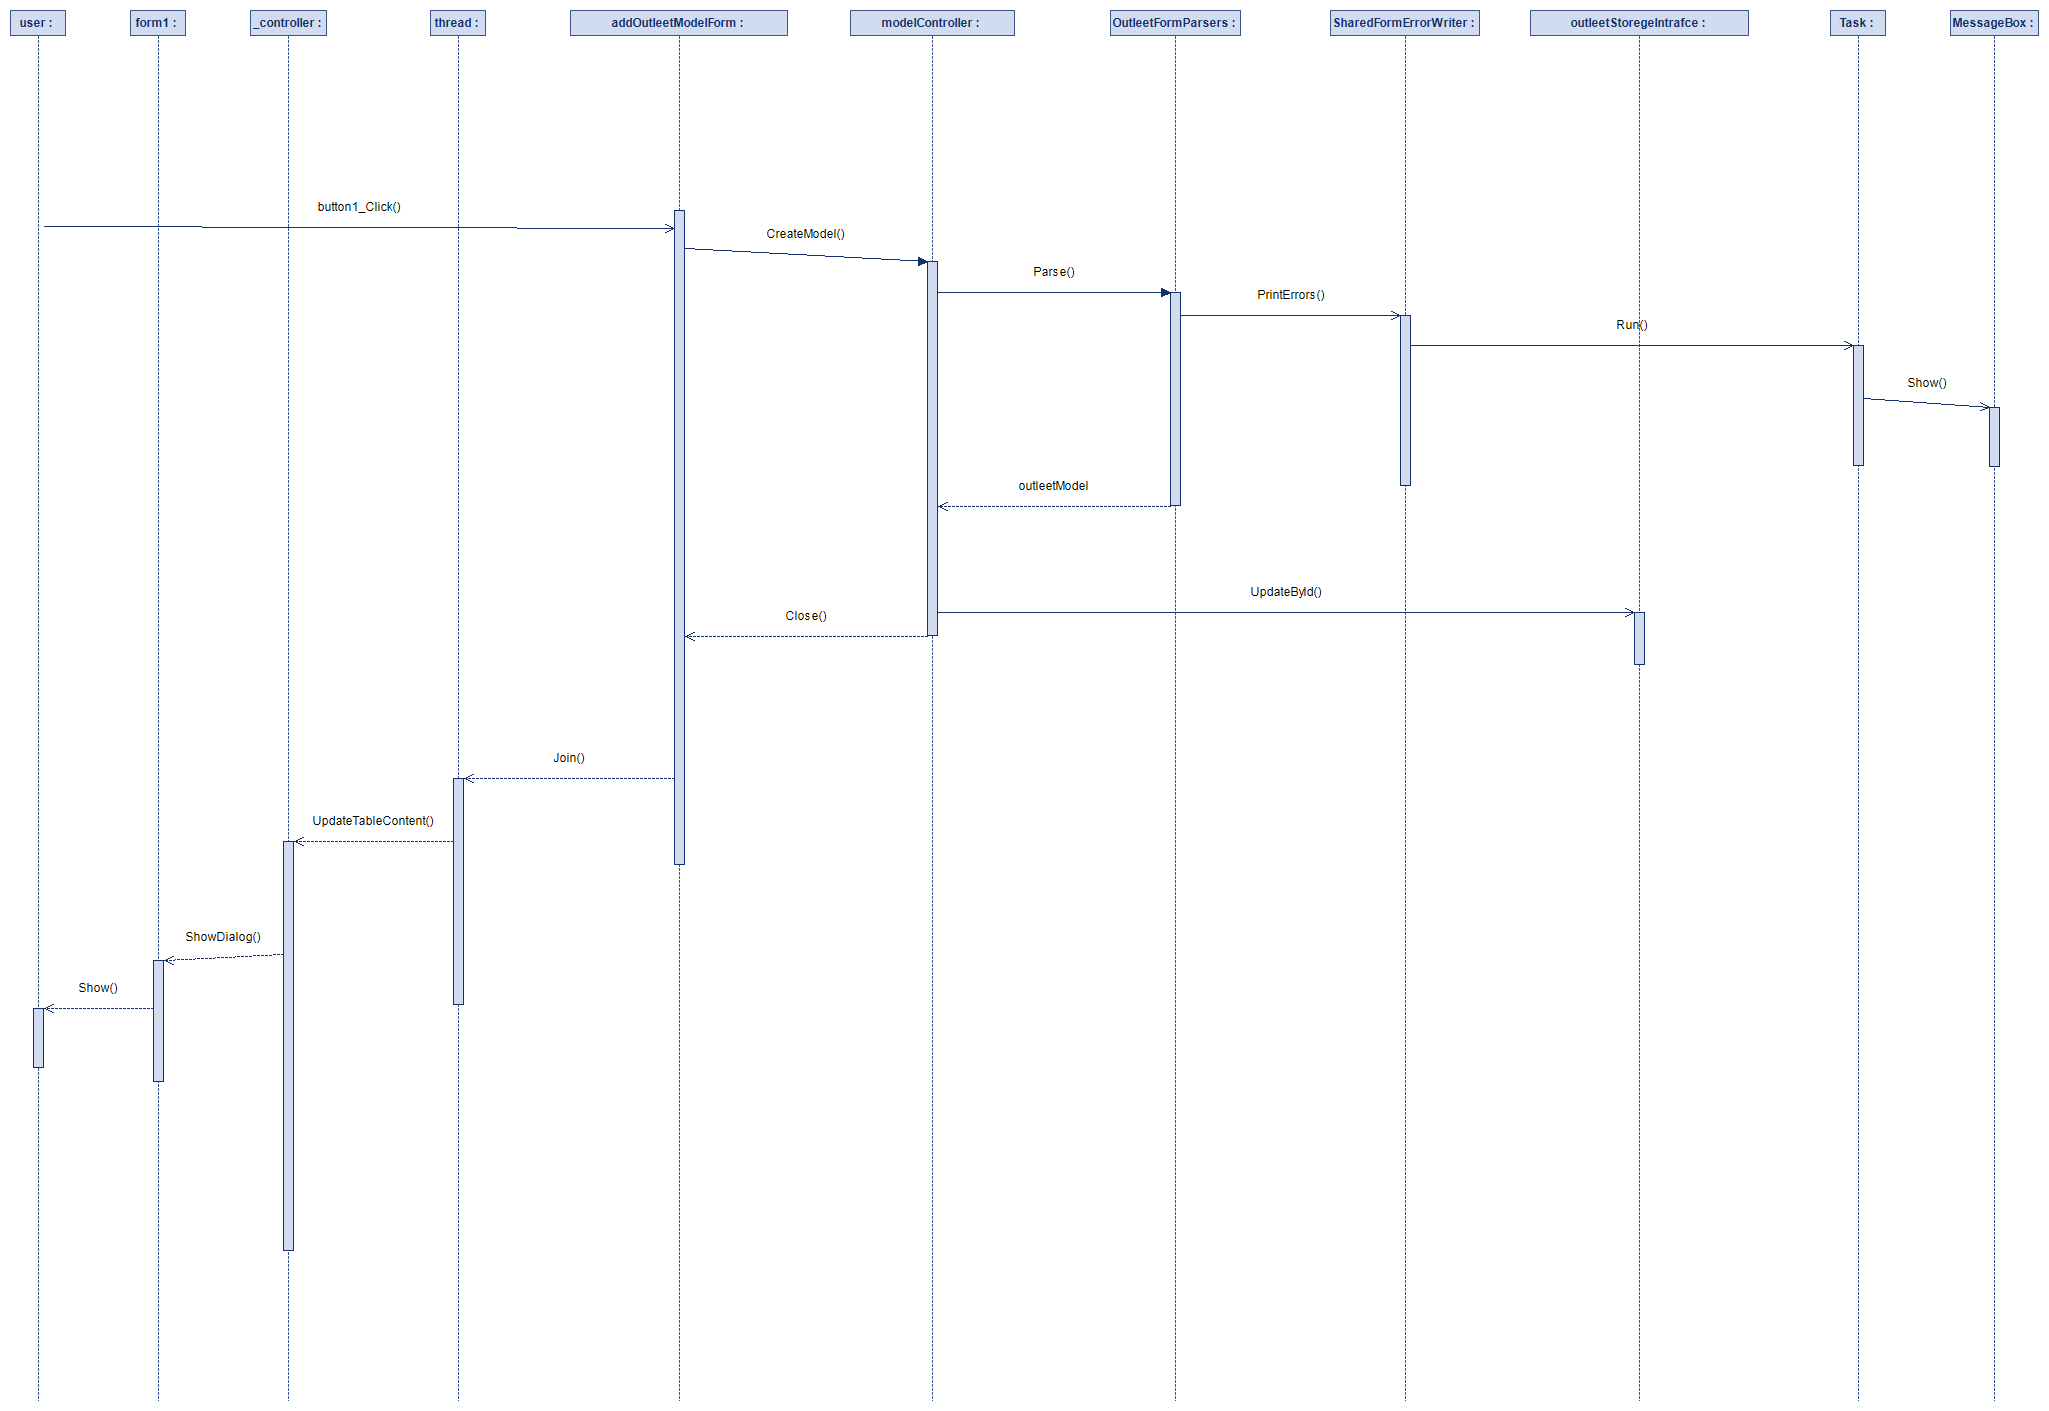 user :
form1 :
_controller :
thread :
addOutleetModelForm :
modelController :
OutleetFormParsers :
SharedFormErrorWriter :
outleetStoregeIntrafce :
Task :
MessageBox :
button1_Click()
CreateModel()
Parse()
PrintErrors()
Run()
Show()
outleetModel
UpdateById()
Close()
Join()
UpdateTableContent()
ShowDialog()
Show()